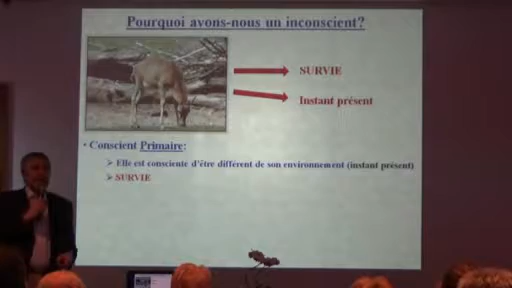 Pourquoi avons-nous un inconscient?
SURVIE
Instant présent
• Conscient Primaire:
➢ Elle est consciente d'être différent de son environnement (instant présent)
➢ SURVIE